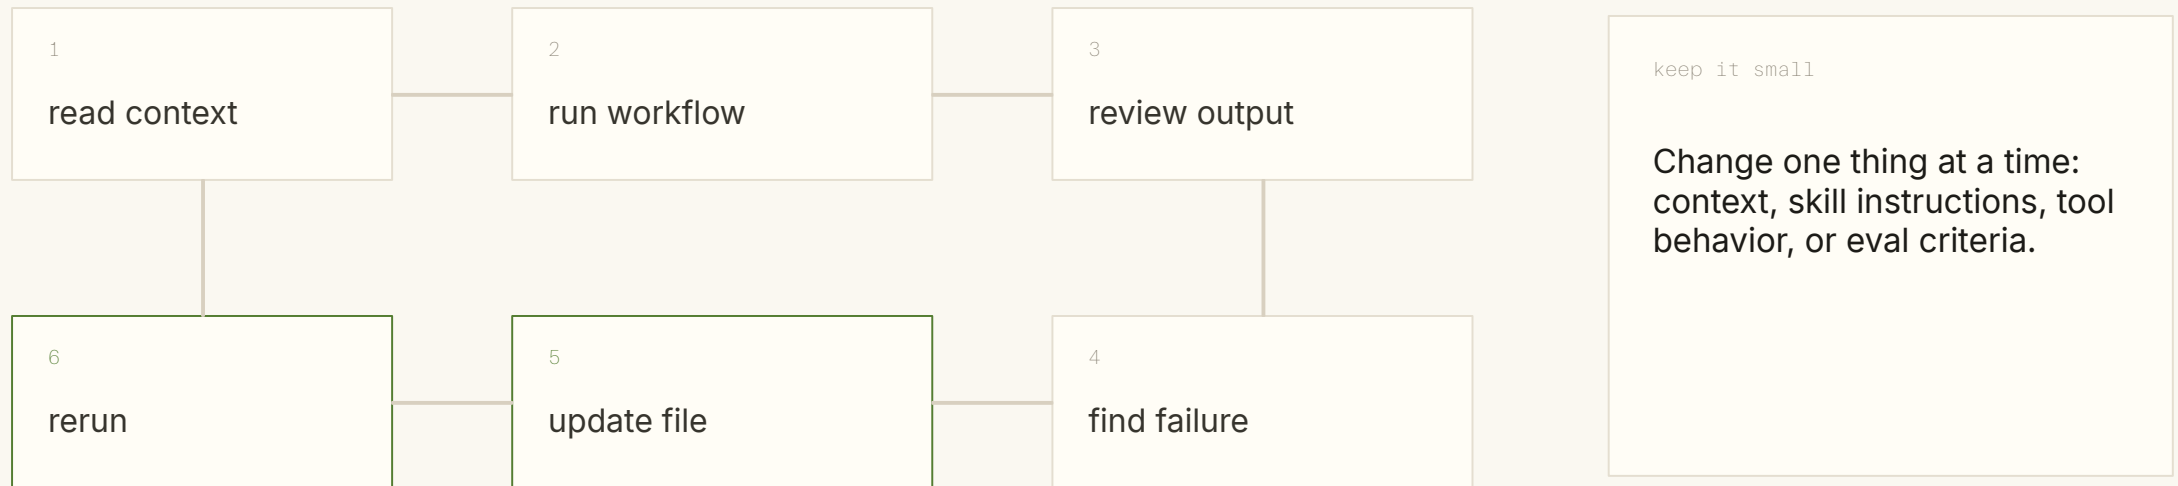 1
read context
2
run workflow
3
review output
6
rerun
5
update file
4
find failure
keep it small
Change one thing at a time:
context, skill instructions, tool
behavior, or eval criteria.